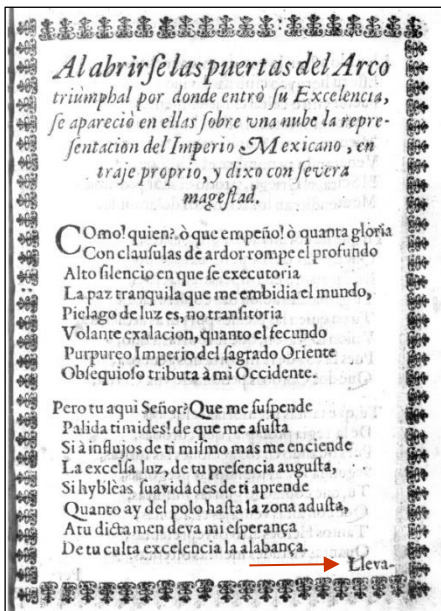 Al abrirſe las puertas del Arco
triumphal por donde entrò ſu Excelencia,
ſe apareciò en ellas ſobre vna nube la repre-
ſentacion del Imperio Mexicano, en
traje proprio, y dixo con ſevera
mageſtad.
COmo! quien?, ò que empeño! ò quanta gloria
Con clauſulas de ardor rompe el profundo
Alto ſilencio en que ſe executoria
La paz tranquila que me embidia el mundo,
Pielago de luz es, no tranſitoria
Volante exalacion, quanto el fecundo
Purpureo Imperio del ſagrado Oriente
Obſequioſo tributa à mi Occidente.
Pero tu aqui Señor? Que me ſuſpende
Palida timides! de que me aſuſta
Si à influjos de ti miſmo mas me enciende
La excelſa luz, de tu preſencia auguſta,
Si hyblèas ſuavidades de ti aprende
Quanto ay del polo haſta la zona aduſta,
A tu dicta men deva mi eſperança
De tu culta excelencia la alabança.
Lleva-